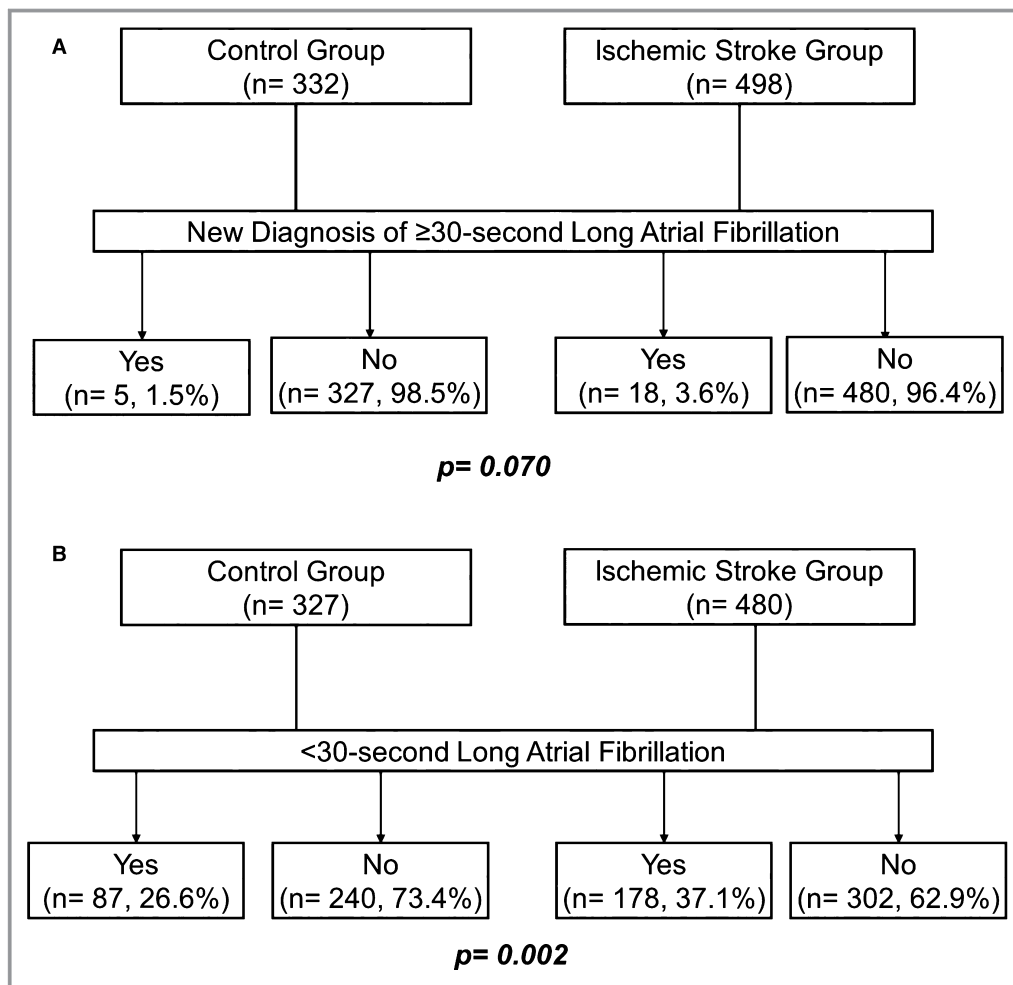 A
Control Group
(n= 332)
Ischemic Stroke Group
(n= 498)
New Diagnosis of ≥30-second Long Atrial Fibrillation
Yes
(n= 5, 1.5%)
No
(n= 327, 98.5%)
Yes
(n= 18, 3.6%)
No
(n= 480, 96.4%)
p= 0.070
B
Control Group
(n= 327)
Ischemic Stroke Group
(n= 480)
<30-second Long Atrial Fibrillation
Yes
(n= 87, 26.6%)
No
(n= 240, 73.4%)
Yes
(n= 178, 37.1%)
No
(n= 302, 62.9%)
p= 0.002